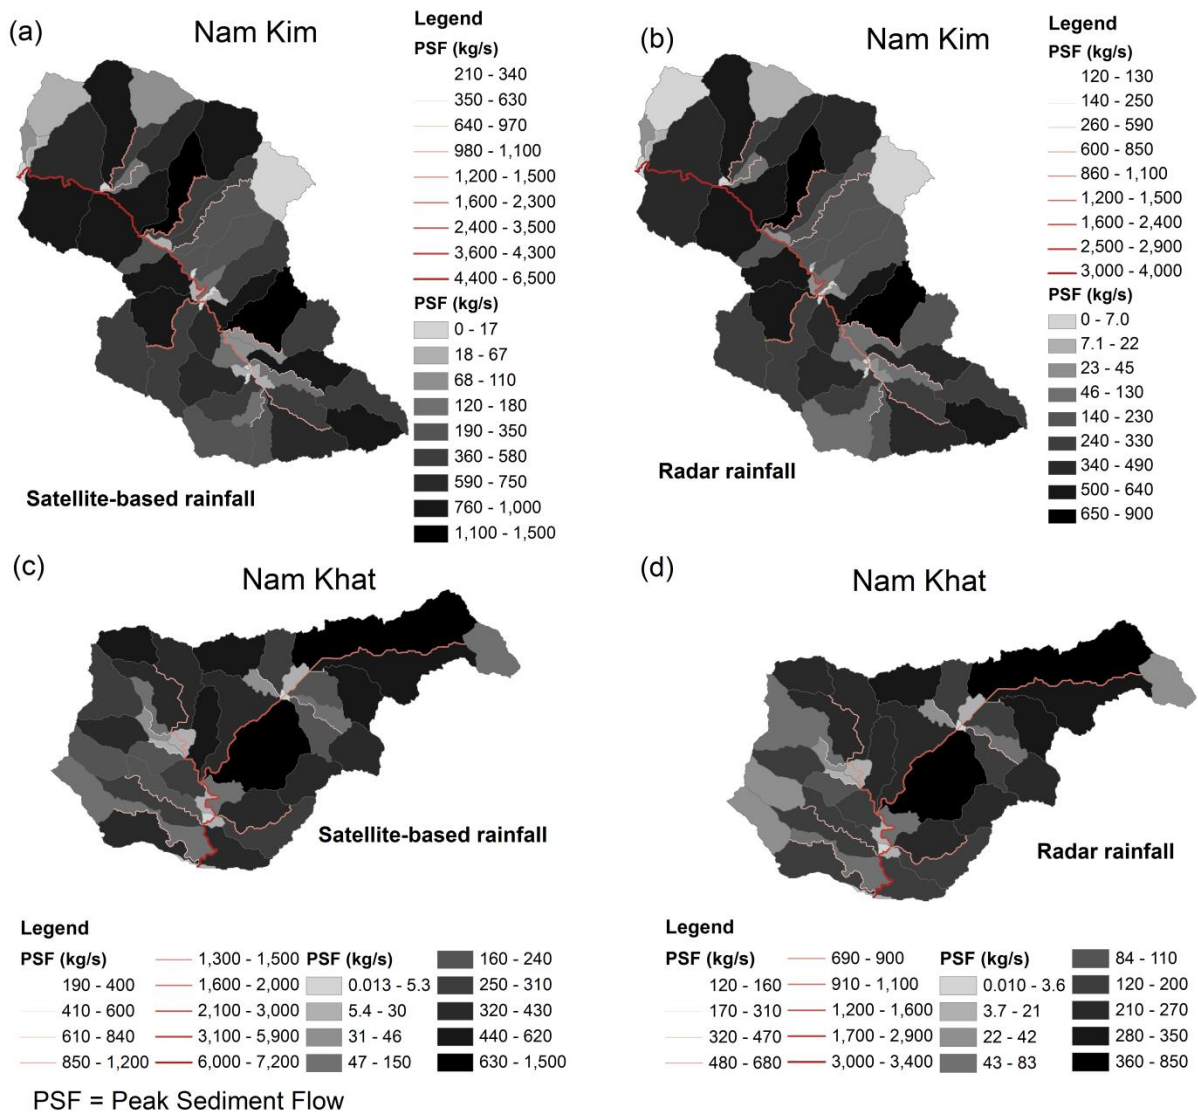 (a)
Nam Kim
Legend
PSF (kg/s)
210 - 340
350 - 630
640 - 970
980 - 1,100
1,200 - 1,500
1,600 - 2,300
2,400 - 3,500
3,600 - 4,300
4,400 - 6,500
PSF (kg/s)
0 - 17
18 - 67
68 - 110
120 - 180
190 - 350
360 - 580
590 - 750
760 - 1,000
1,100 - 1,500
Satellite-based rainfall
(b)
Nam Kim
Legend
PSF (kg/s)
120 - 130
140 - 250
260 - 590
600 - 850
860 - 1,100
1,200 - 1,500
1,600 - 2,400
2,500 - 2,900
3,000 - 4,000
PSF (kg/s)
0 - 7.0
7.1 - 22
23 - 45
46 - 130
140 - 230
240 - 330
340 - 490
500 - 640
650 - 900
Radar rainfall
(c)
Nam Khat
Satellite-based rainfall
Legend
PSF (kg/s)
190 - 400
410 - 600
610 - 840
850 - 1,200
1,300 - 1,500
1,600 - 2,000
2,100 - 3,000
3,100 - 5,900
6,000 - 7,200
PSF (kg/s)
0.013 - 5.3
5.4 - 30
31 - 46
47 - 150
160 - 240
250 - 310
320 - 430
440 - 620
630 - 1,500
(d)
Nam Khat
Radar rainfall
Legend
PSF (kg/s)
120 - 160
170 - 310
320 - 470
480 - 680
690 - 900
910 - 1,100
1,200 - 1,600
1,700 - 2,900
3,000 - 3,400
PSF (kg/s)
0.010 - 3.6
3.7 - 21
22 - 42
43 - 83
84 - 110
120 - 200
210 - 270
280 - 350
360 - 850
PSF = Peak Sediment Flow